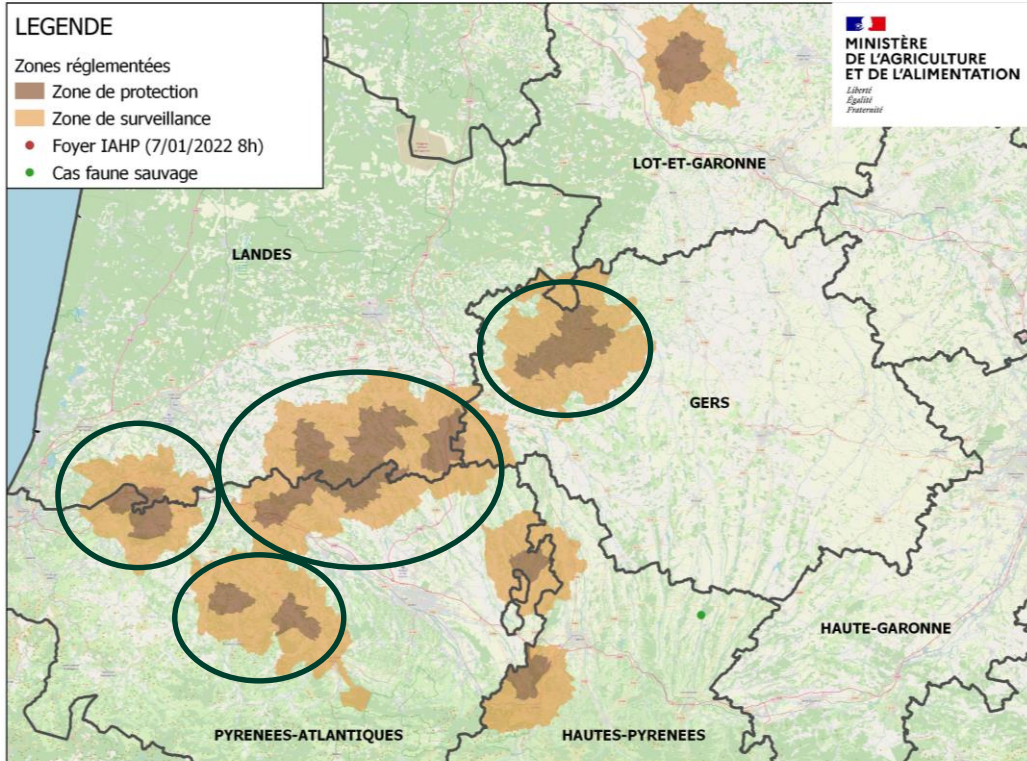 LEGENDE
Zones réglementées
Zone de protection
Zone de surveillance
Foyer IAHP (7/01/2022 8h)
Cas faune sauvage
MINISTÈRE
DE L'AGRICULTURE
ET DE L'ALIMENTATION
Liberté
Égalité
Fraternité
LOT-ET-GARONNE
LANDES
GERS
HAUTE-GARONNE
PYRENEES-ATLANTIQUES
HAUTES-PYRENEES